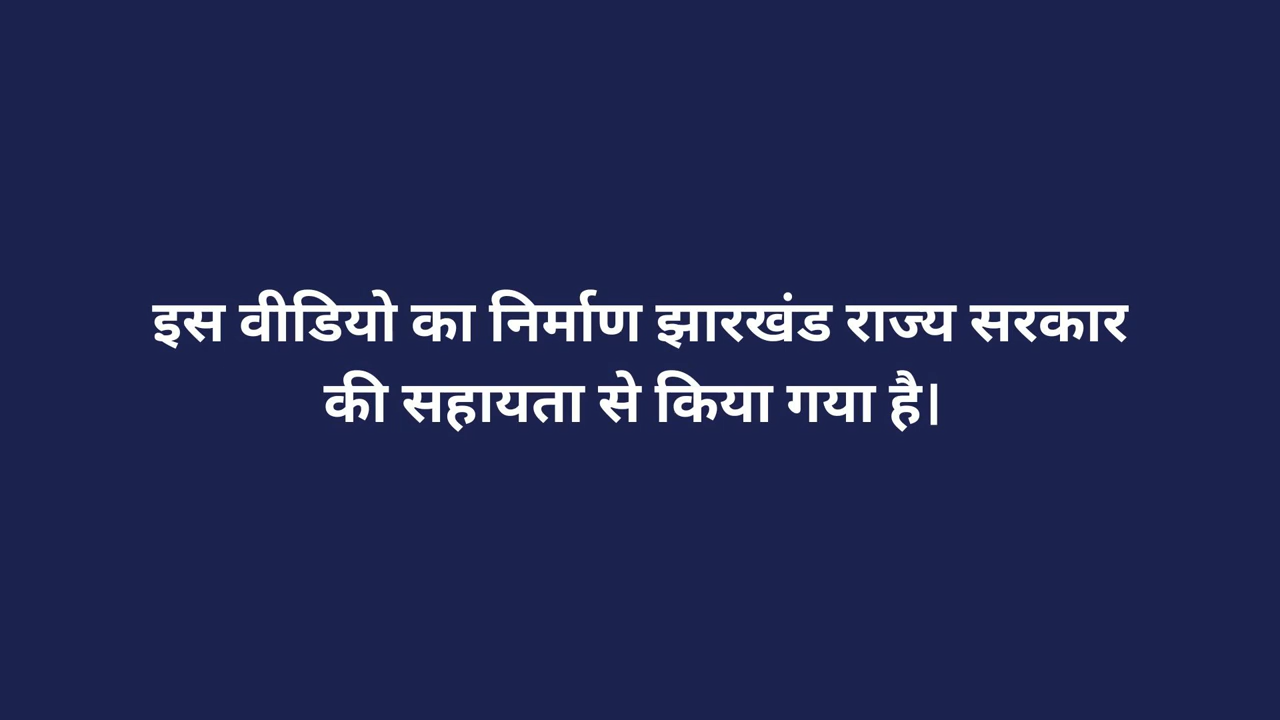 इस वीडियो का निर्माण झारखंड राज्य सरकार
की सहायता से किया गया है।